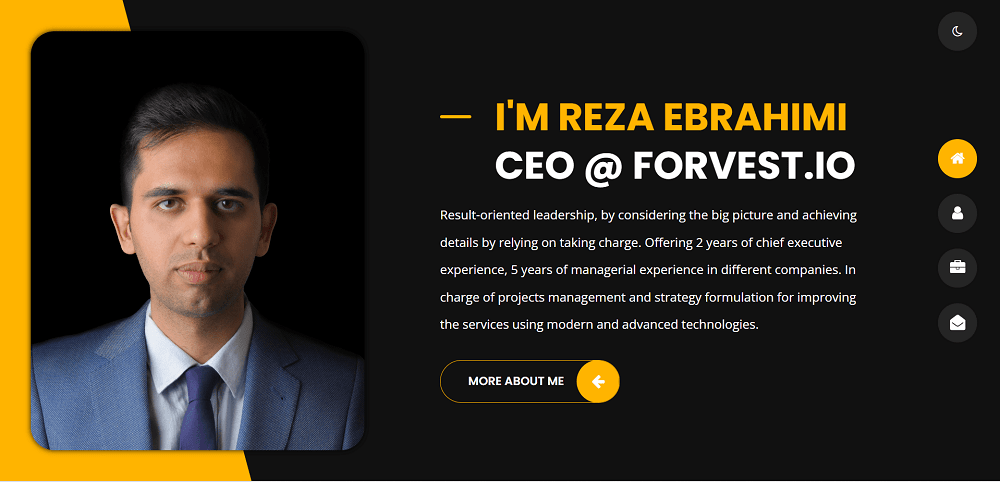 I'M REZA EBRAHIMI
CEO @ FORVEST.IO
Result-oriented leadership, by considering the big picture and achieving
details by relying on taking charge. Offering 2 years of chief executive
experience, 5 years of managerial experience in different companies. In
charge of projects management and strategy formulation for improving
the services using modern and advanced technologies.
MORE ABOUT ME